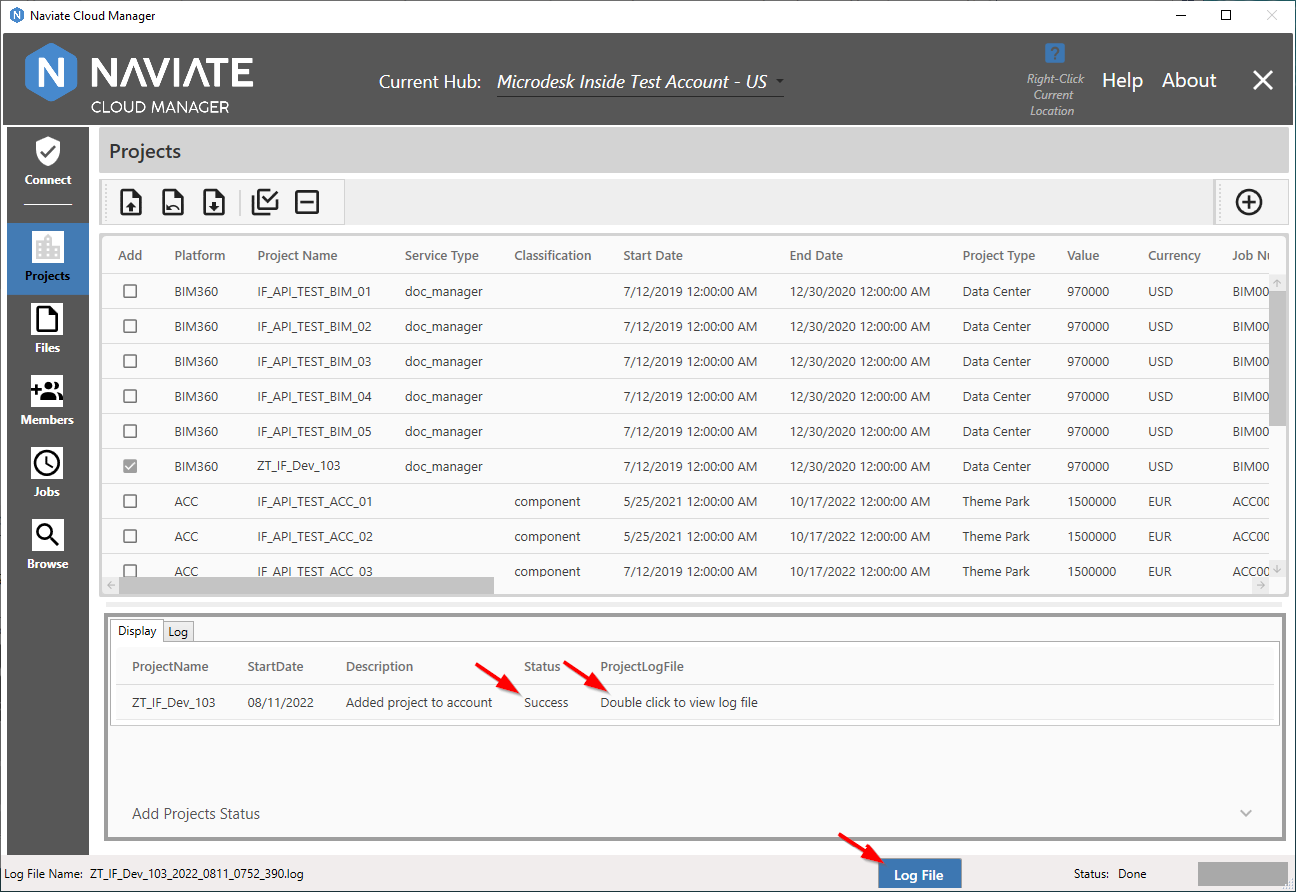 Naviate Cloud Manager
NAVIATE
CLOUD MANAGER
Current Hub: Microdesk Inside Test Account - US
?
Right-Click
Current
Location
Help About
Connect
Projects
Files
Members
Jobs
Browse
Projects
Add Platform Project Name Service Type Classification Start Date End Date Project Type Value Currency Job Nu
BIM360 IF_API_TEST_BIM_01 doc_manager 7/12/2019 12:00:00 AM 12/30/2020 12:00:00 AM Data Center 970000 USD BIM00
BIM360 IF_API_TEST_BIM_02 doc_manager 7/12/2019 12:00:00 AM 12/30/2020 12:00:00 AM Data Center 970000 USD BIM00
BIM360 IF_API_TEST_BIM_03 doc_manager 7/12/2019 12:00:00 AM 12/30/2020 12:00:00 AM Data Center 970000 USD BIM00
BIM360 IF_API_TEST_BIM_04 doc_manager 7/12/2019 12:00:00 AM 12/30/2020 12:00:00 AM Data Center 970000 USD BIM00
BIM360 IF_API_TEST_BIM_05 doc_manager 7/12/2019 12:00:00 AM 12/30/2020 12:00:00 AM Data Center 970000 USD BIM00
BIM360 ZT_IF_Dev_103 doc_manager 7/12/2019 12:00:00 AM 12/30/2020 12:00:00 AM Data Center 970000 USD BIM00
ACC IF_API_TEST_ACC_01 component 5/25/2021 12:00:00 AM 10/17/2022 12:00:00 AM Theme Park 1500000 EUR ACC00
ACC IF_API_TEST_ACC_02 component 5/25/2021 12:00:00 AM 10/17/2022 12:00:00 AM Theme Park 1500000 EUR ACC00
ACC IF_API_TEST_ACC_03 component 7/12/2019 12:00:00 AM 10/17/2022 12:00:00 AM Theme Park 1500000 EUR ACC00
Display Log
ProjectName StartDate Description Status ProjectLogFile
ZT_IF_Dev_103 08/11/2022 Added project to account Success Double click to view log file
Add Projects Status
Log File Name: ZT_IF_Dev_103_2022_0811_0752_390.log Log File Status: Done